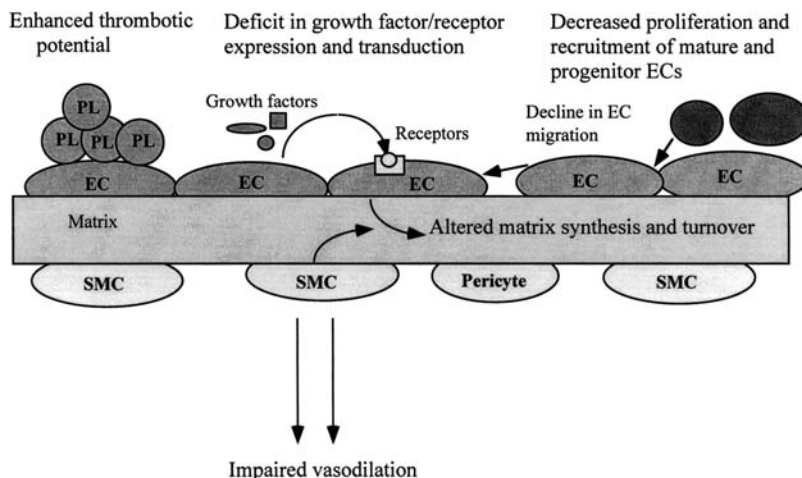 Enhanced thrombotic
potential
Deficit in growth factor/receptor
expression and transduction
Decreased proliferation and
recruitment of mature and
progenitor ECs
Growth factors
Receptors
Decline in EC
migration
PL
PL
PL
PL
EC
EC
EC
EC
EC
Matrix
Altered matrix synthesis and turnover
SMC
SMC
Pericyte
SMC
Impaired vasodilation